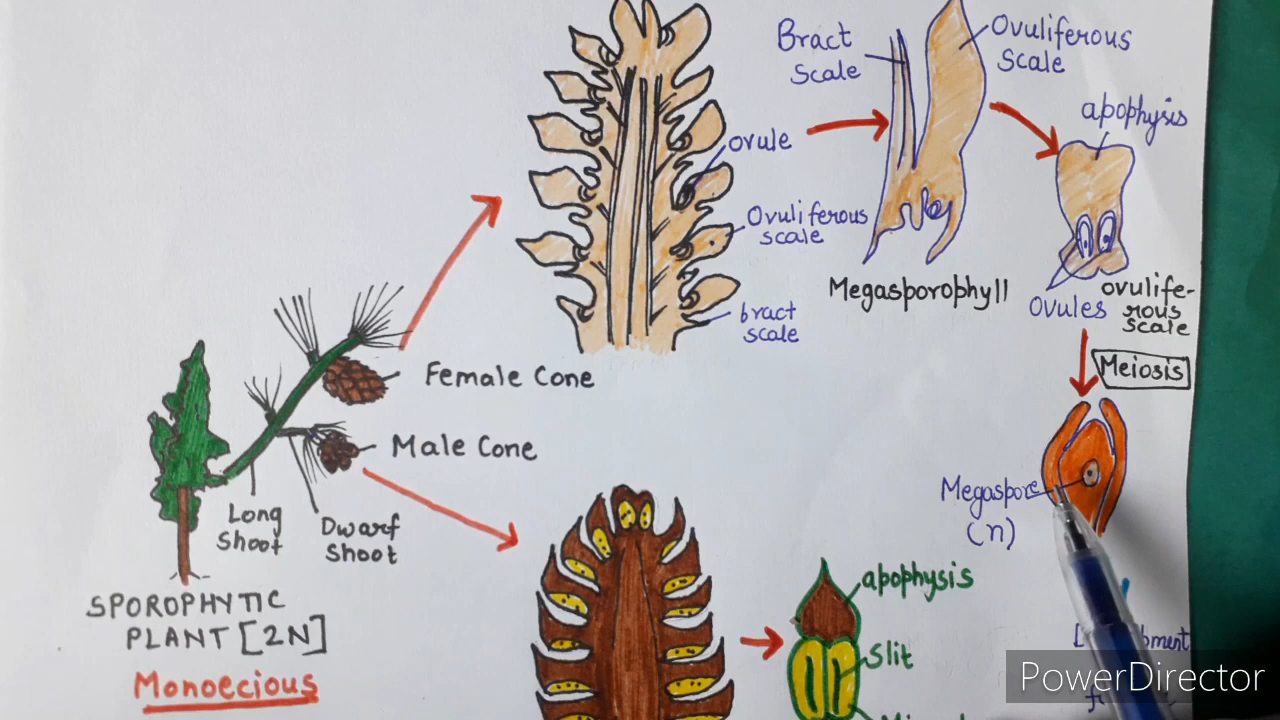 Bract
Scale
Ovuliferous
Scale
apophysis
ovule
Ovuliferous
scale
bract
scale
Megasporophyll
Ovules
ovulife-
rous
scale
Meiosis
Female Cone
Male Cone
Long
Shoot
Dwarf
Shoot
Megaspore
(n)
SPOROPHYTIC
PLANT [2N]
Monoecious
apophysis
Slit
PowerDirector